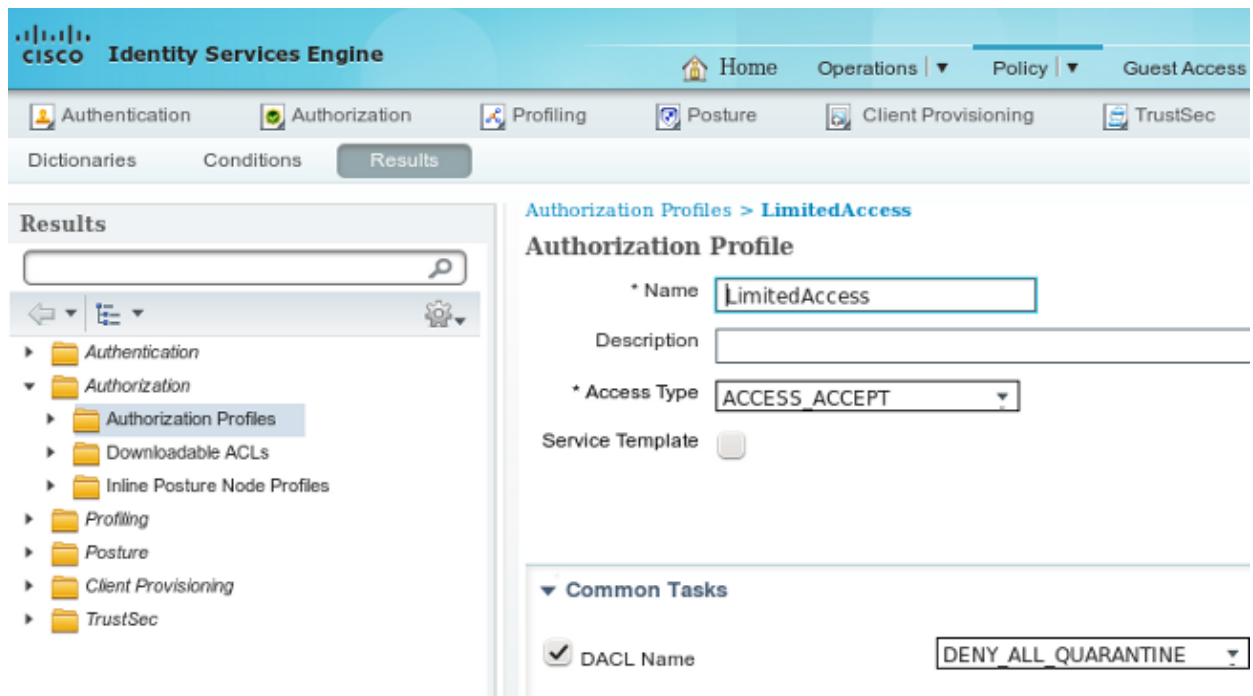 CISCO Identity Services Engine
Home Operations Policy Guest Access
Authentication Authorization Profiling Posture Client Provisioning TrustSec
Dictionaries Conditions Results
Results
Authentication
Authorization
Authorization Profiles
Downloadable ACLs
Inline Posture Node Profiles
Profiling
Posture
Client Provisioning
TrustSec
Authorization Profiles > LimitedAccess
Authorization Profile
* Name LimitedAccess
Description
* Access Type ACCESS_ACCEPT
Service Template
Common Tasks
DACL Name DENY_ALL_QUARANTINE